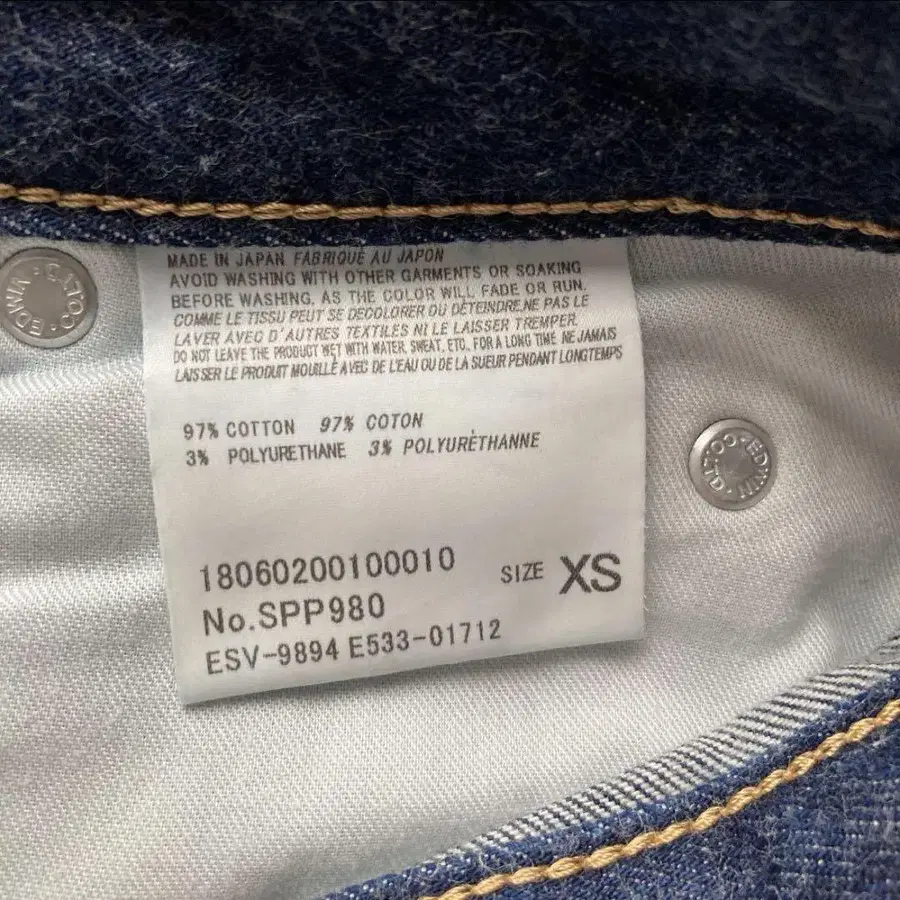 MADE IN JAPAN FABRIQUÉ AU JAPON
AVOID WASHING WITH OTHER GARMENTS OR SOAKING
BEFORE WASHING. AS THE COLOR WILL FADE OR RUN.
COMME LE TISSU PEUT SE DECOLORER OU DÉTEINDRE.NE PAS LE
LAVER AVEC D'AUTRES TEXTILES NI LE LAISSER TREMPER.
DO NOT LEAVE THE PRODUCT WET WITH WATER, SWEAT, ETC. FOR A LONG TIME NE JAMAIS
LAISSER LE PRODUIT MOUILLÉ AVEC DE L'EAU OU DE LA SUEUR PENDANT LONGTEMPS
97% COTTON 97% COTON
3% POLYURETHANE 3% POLYURÈTHANNE
18060200100010 SIZE XS
No.SPP980
ESV-9894 E533-01712
EDWIN CO.LTD
EDWIN CO.LTD